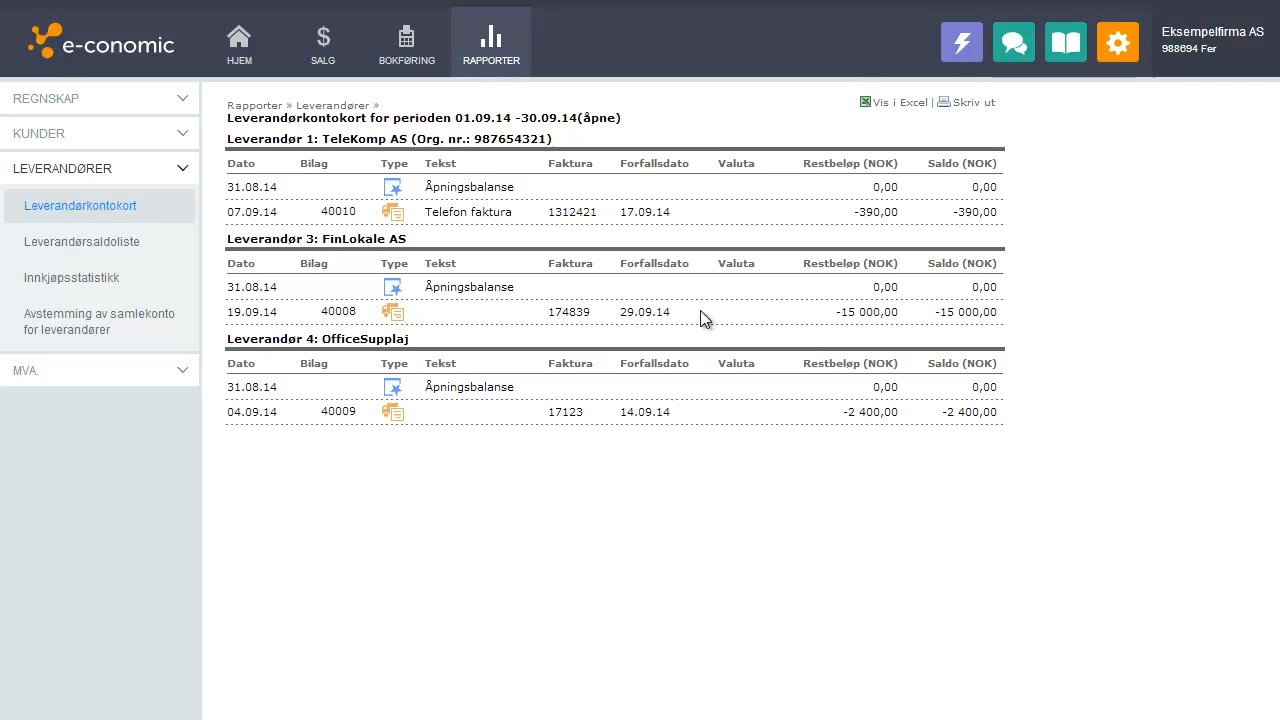 e-conomic
HJEM
SALG
BOKFØRING
RAPPORTER
Eksempelfirma AS
988694 Fer
REGNSKAP
KUNDER
LEVERANDØRER
Leverandørkontokort
Leverandørsaldoliste
Innkjøpsstatistikk
Avstemming av samlekonto
for leverandører
MVA.
Rapporter » Leverandører »
Vis i Excel | Skriv ut
Leverandørkontokort for perioden 01.09.14 -30.09.14(åpne)
Leverandør 1: TeleKomp AS (Org. nr.: 987654321)
Dato Bilag Type Tekst Faktura Forfallsdato Valuta Restbeløp (NOK) Saldo (NOK)
31.08.14 Åpningsbalanse 0,00 0,00
07.09.14 40010 Telefon faktura 1312421 17.09.14 -390,00 -390,00
Leverandør 3: FinLokale AS
Dato Bilag Type Tekst Faktura Forfallsdato Valuta Restbeløp (NOK) Saldo (NOK)
31.08.14 Åpningsbalanse 0,00 0,00
19.09.14 40008 174839 29.09.14 -15 000,00 -15 000,00
Leverandør 4: OfficeSupplaj
Dato Bilag Type Tekst Faktura Forfallsdato Valuta Restbeløp (NOK) Saldo (NOK)
31.08.14 Åpningsbalanse 0,00 0,00
04.09.14 40009 17123 14.09.14 -2 400,00 -2 400,00